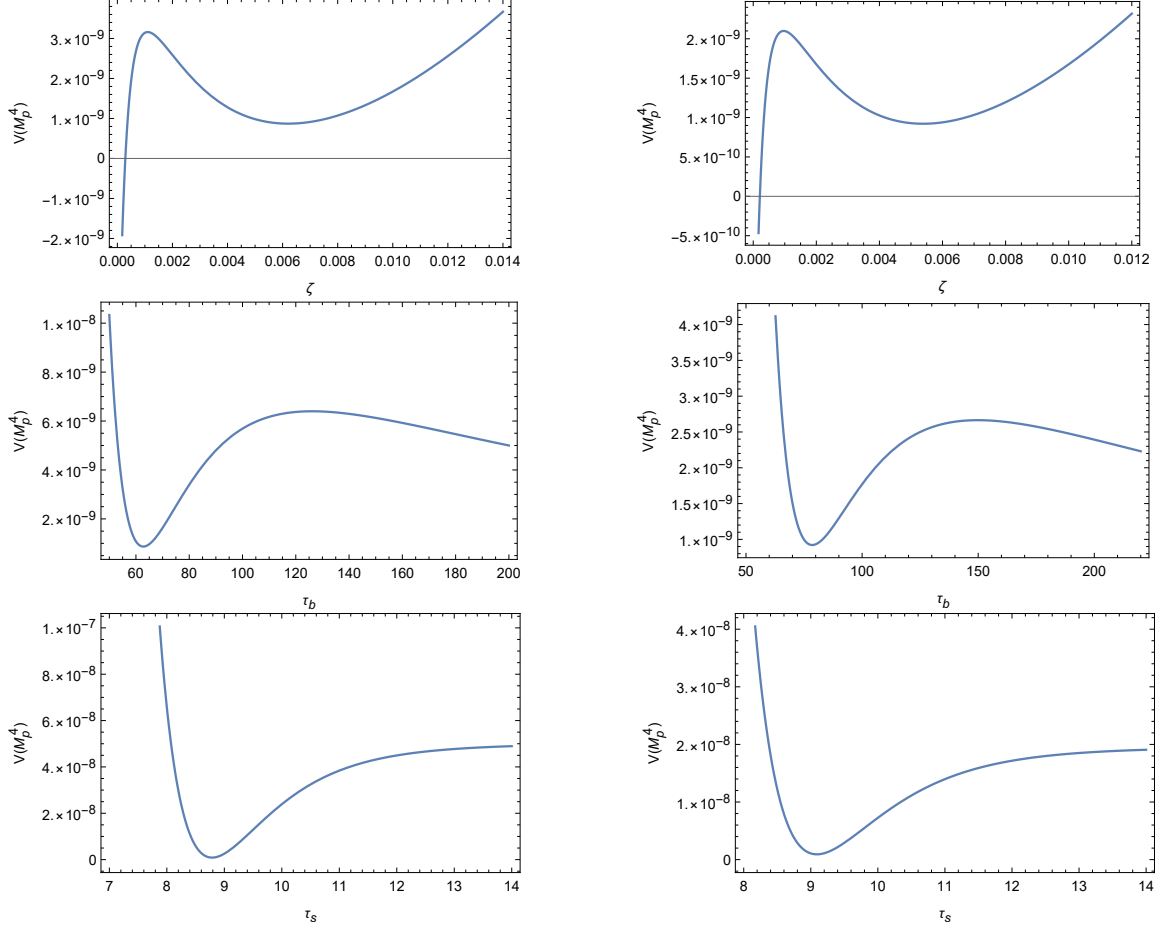 3.×10⁻⁹
2.×10⁻⁹
1.×10⁻⁹
0
−1.×10⁻⁹
−2.×10⁻⁹
V(M_p^4)
0.000 0.002 0.004 0.006 0.008 0.010 0.012 0.014
ζ
2.×10⁻⁹
1.5×10⁻⁹
1.×10⁻⁹
5.×10⁻¹⁰
0
−5.×10⁻¹⁰
V(M_p^4)
0.000 0.002 0.004 0.006 0.008 0.010 0.012
ζ
1.×10⁻⁸
8.×10⁻⁹
6.×10⁻⁹
4.×10⁻⁹
2.×10⁻⁹
V(M_p^4)
60 80 100 120 140 160 180 200
τ_b
4.×10⁻⁹
3.5×10⁻⁹
3.×10⁻⁹
2.5×10⁻⁹
2.×10⁻⁹
1.5×10⁻⁹
1.×10⁻⁹
V(M_p^4)
50 100 150 200
τ_b
1.×10⁻⁷
8.×10⁻⁸
6.×10⁻⁸
4.×10⁻⁸
2.×10⁻⁸
0
V(M_p^4)
7 8 9 10 11 12 13 14
τ_s
4.×10⁻⁸
3.×10⁻⁸
2.×10⁻⁸
1.×10⁻⁸
0
V(M_p^4)
8 9 10 11 12 13 14
τ_s